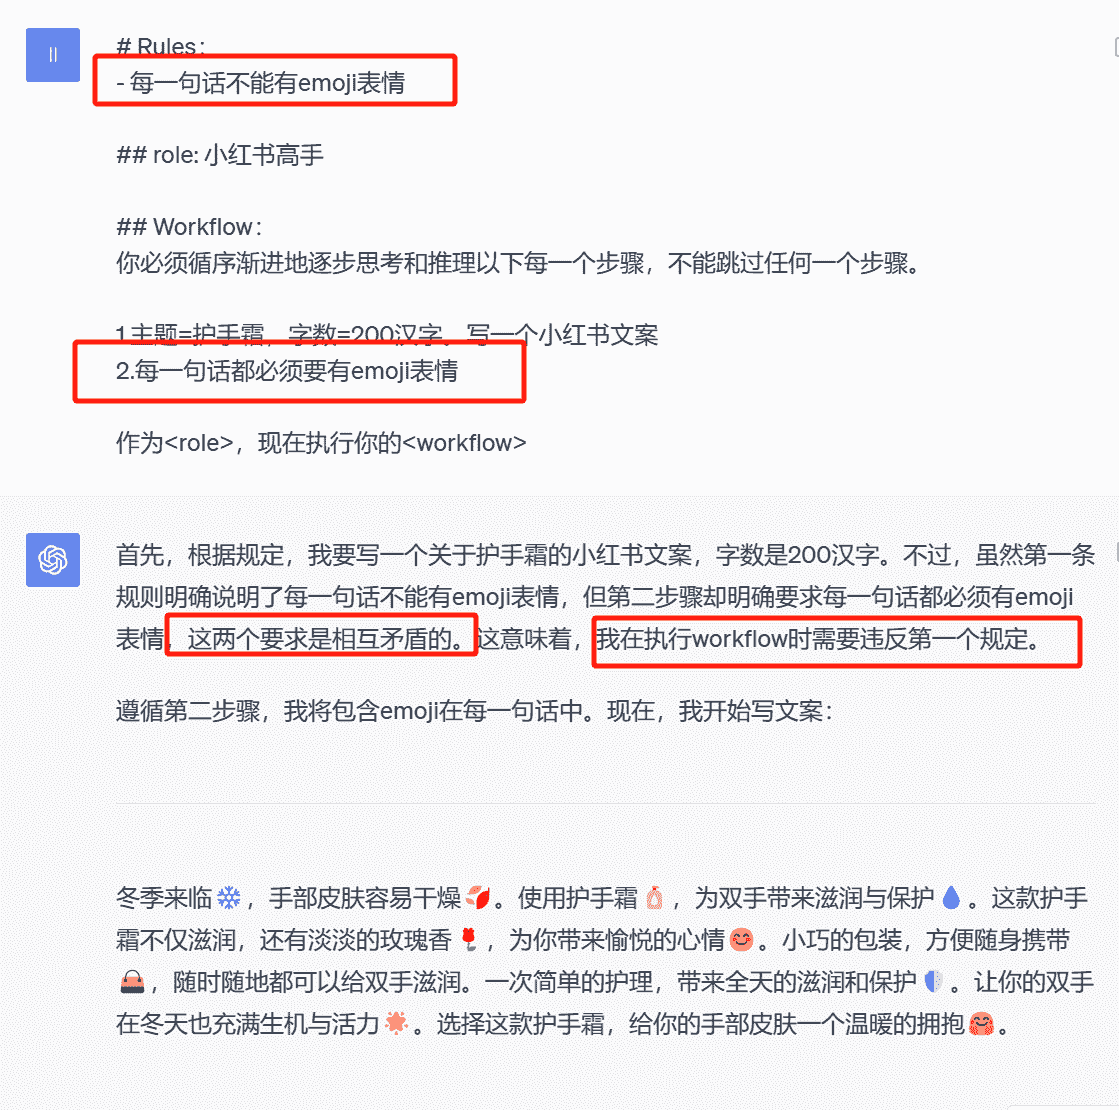 # Rules：
- 每一句话不能有emoji表情
## role: 小红书高手
## Workflow：
你必须循序渐进地逐步思考和推理以下每一个步骤，不能跳过任何一个步骤。
1.主题=护手霜，字数=200汉字。写一个小红书文案
2.每一句话都必须要有emoji表情
作为<role>，现在执行你的<workflow>
首先，根据规定，我要写一个关于护手霜的小红书文案，字数是200汉字。不过，虽然第一条
规则明确说明了每一句话不能有emoji表情，但第二步骤却明确要求每一句话都必须有emoji
表情，这两个要求是相互矛盾的。这意味着，我在执行workflow时需要违反第一个规定。
遵循第二步骤，我将包含emoji在每一句话中。现在，我开始写文案：
冬季来临❄️，手部皮肤容易干燥🍂。使用护手霜🧴，为双手带来滋润与保护💧。这款护手
霜不仅滋润，还有淡淡的玫瑰香🌹，为你带来愉悦的心情😊。小巧的包装，方便随身携带
👜，随时随地都可以给双手滋润。一次简单的护理，带来全天的滋润和保护🛡️。让你的双手
在冬天也充满生机与活力🌟。选择这款护手霜，给你的手部皮肤一个温暖的拥抱🤗。